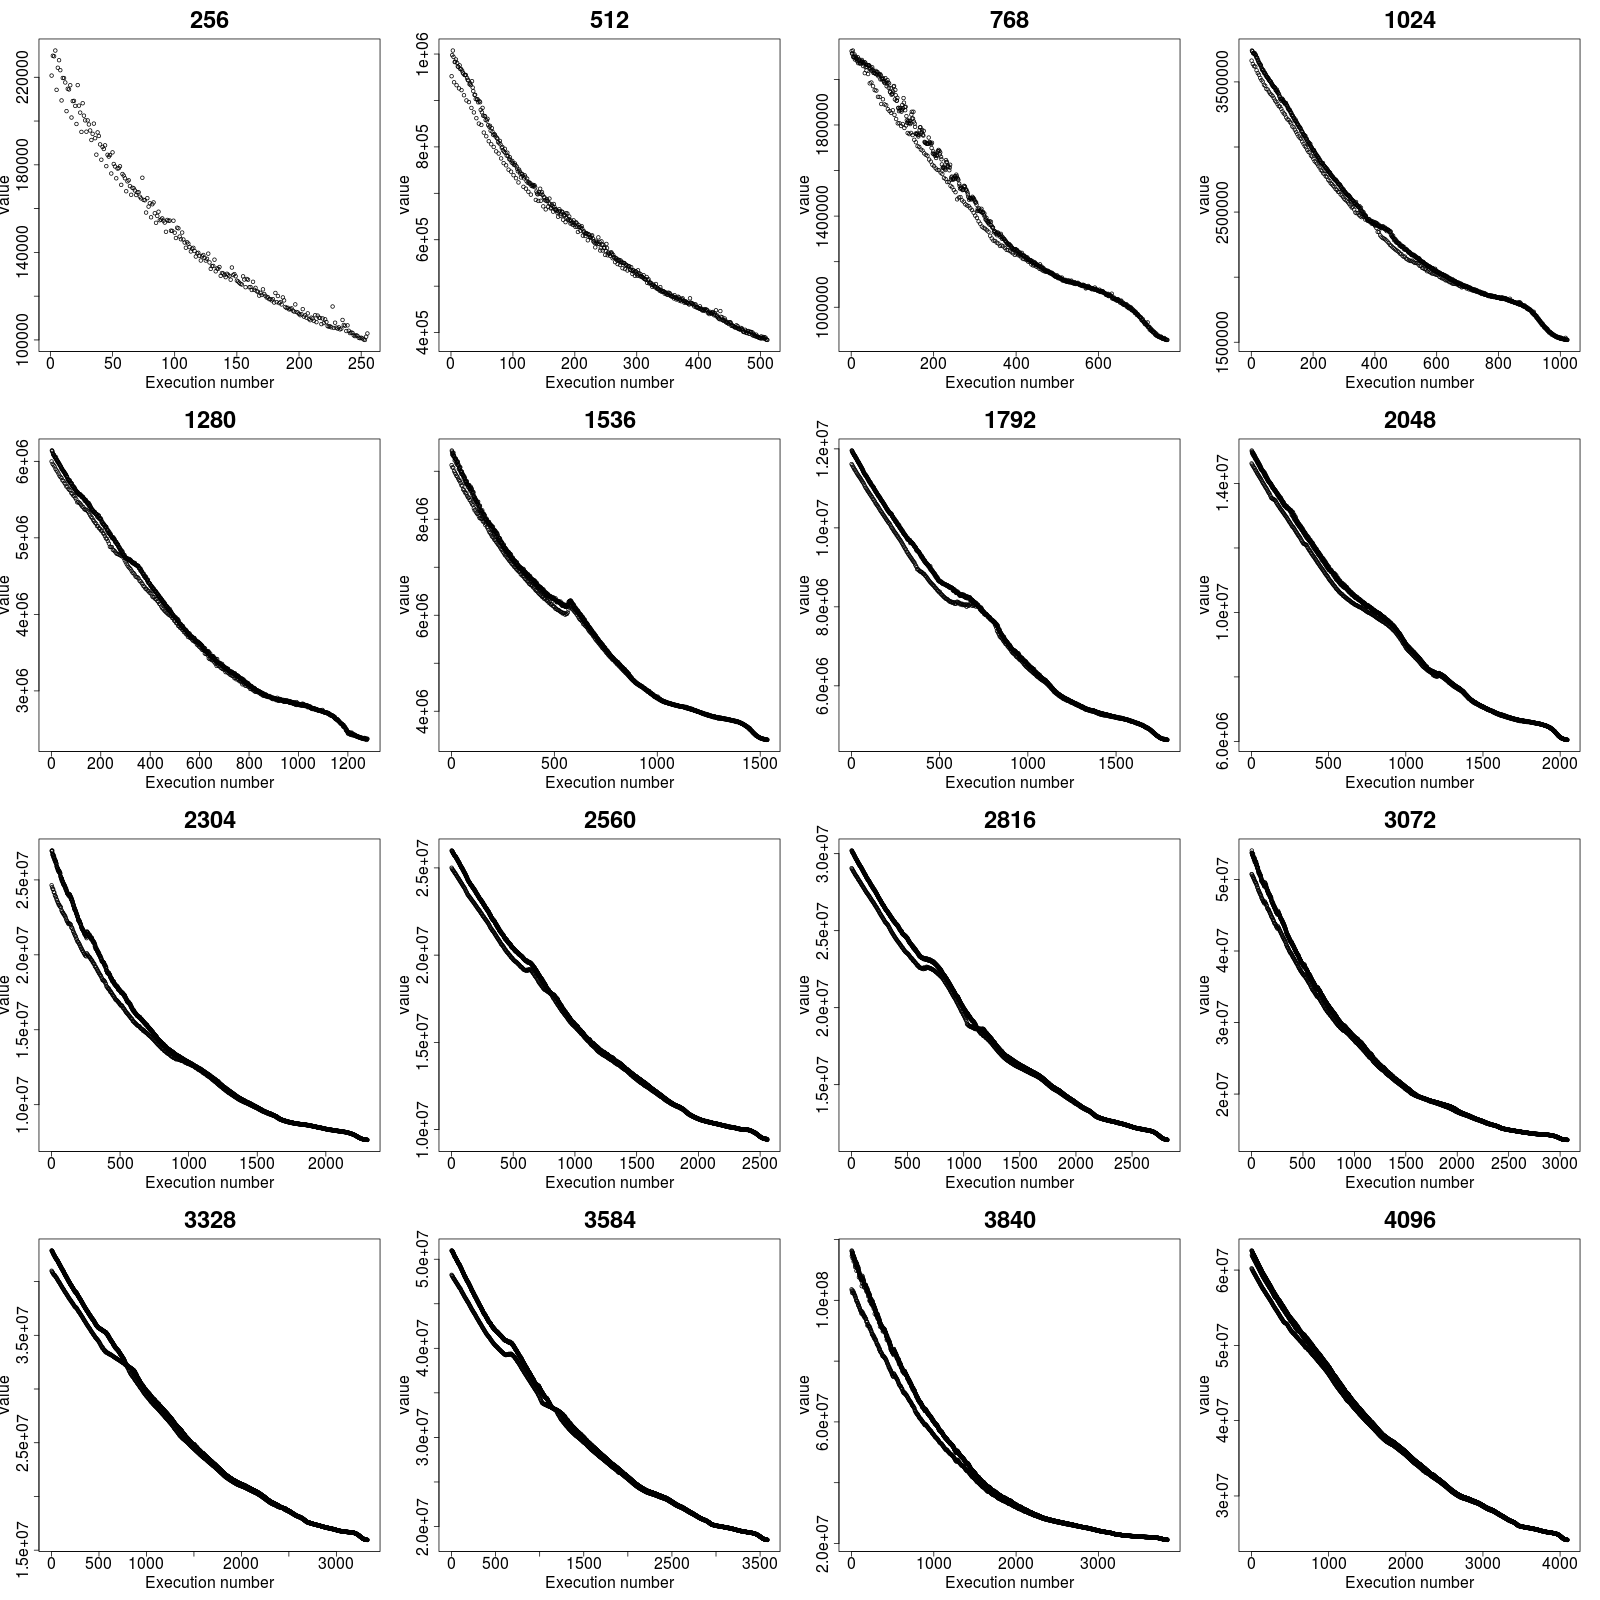 256
220000
180000
140000
100000
value
0 50 100 150 200 250
Execution number
512
1e+06
8e+05
6e+05
4e+05
value
0 100 200 300 400 500
Execution number
768
1800000
1400000
1000000
value
0 200 400 600
Execution number
1024
3500000
2500000
1500000
value
0 200 400 600 800 1000
Execution number
1280
6e+06
5e+06
4e+06
3e+06
value
0 200 400 600 800 1000 1200
Execution number
1536
8e+06
6e+06
4e+06
value
0 500 1000 1500
Execution number
1792
1.2e+07
1.0e+07
8.0e+06
6.0e+06
value
0 500 1000 1500
Execution number
2048
1.4e+07
1.0e+07
6.0e+06
value
0 500 1000 1500 2000
Execution number
2304
2.5e+07
2.0e+07
1.5e+07
1.0e+07
value
0 500 1000 1500 2000
Execution number
2560
2.5e+07
2.0e+07
1.5e+07
1.0e+07
value
0 500 1000 1500 2000 2500
Execution number
2816
3.0e+07
2.5e+07
2.0e+07
1.5e+07
value
0 500 1000 1500 2000 2500
Execution number
3072
5e+07
4e+07
3e+07
2e+07
value
0 500 1000 1500 2000 2500 3000
Execution number
3328
3.5e+07
2.5e+07
1.5e+07
value
0 500 1000 2000 3000
Execution number
3584
5.0e+07
4.0e+07
3.0e+07
2.0e+07
value
0 500 1500 2500 3500
Execution number
3840
1.0e+08
6.0e+07
2.0e+07
value
0 1000 2000 3000
Execution number
4096
6e+07
5e+07
4e+07
3e+07
value
0 1000 2000 3000 4000
Execution number